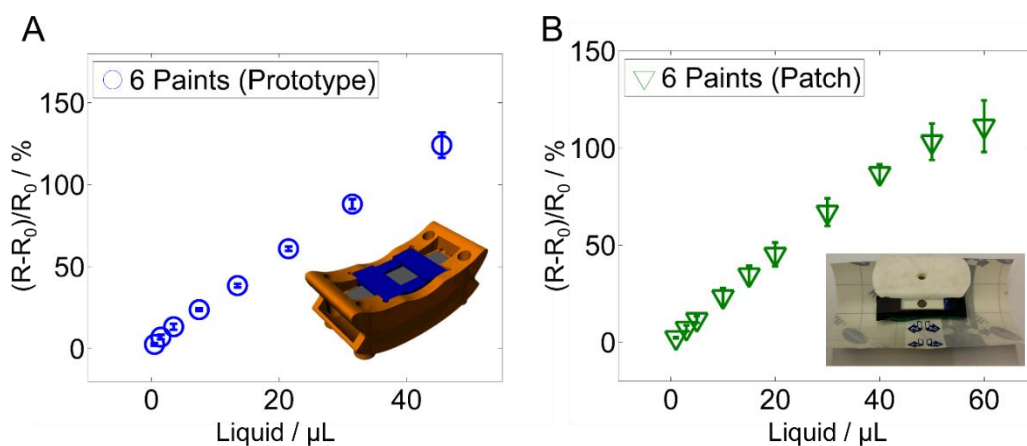 A
6 Paints (Prototype)
(R-R₀)/R₀ / %
150
100
50
0
0
20
40
Liquid / µL
B
6 Paints (Patch)
(R-R₀)/R₀ / %
150
100
50
0
0
20
40
60
Liquid / µL